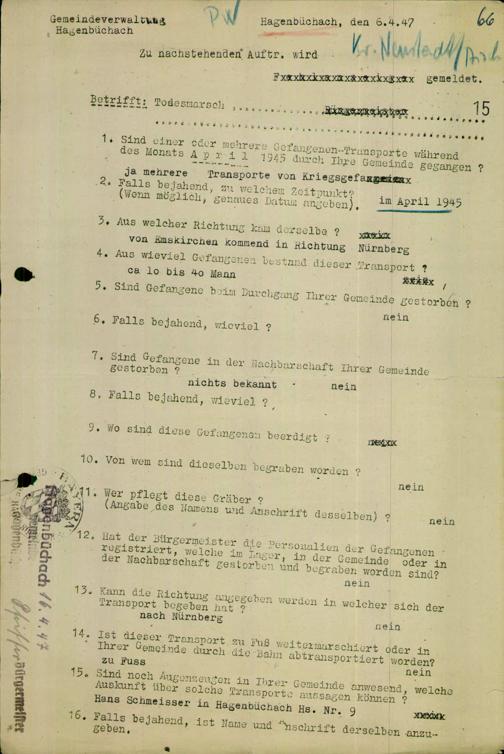 Gemeindeverwaltung
Hagenbüchach
PW
Hagenbüchach, den 6.4.47
66
Zu nachstehenden Auftr. wird
Kr. Neustadt/Aisch
gemeldet.
Betrifft: Todesmarsch
15
1. Sind einer oder mehrere Gefangenen-Transporte während
des Monats April 1945 durch Ihre Gemeinde gegangen ?
ja mehrere Transporte von Kriegsgefa
2. Falls bejahend, zu welchem Zeitpunkt?
(Wenn möglich, genaues Datum angeben). im April 1945
3. Aus welcher Richtung kam derselbe ?
von Emskirchen kommend in Richtung Nürnberg
4. Aus wieviel Gefangenen bestand dieser Transport ?
ca 10 bis 40 Mann
5. Sind Gefangene beim Durchgang Ihrer Gemeinde gestorben ?
nein
6. Falls bejahend, wieviel ?
7. Sind Gefangene in der Nachbarschaft Ihrer Gemeinde
gestorben ?
nichts bekannt nein
8. Falls bejahend, wieviel ?
9. Wo sind diese Gefangenen beerdigt ?
10. Von wem sind dieselben begraben worden ?
nein
11. Wer pflegt diese Gräber ?
(Angabe des Namens und Anschrift desselben) ?
nein
12. Hat der Bürgermeister die Personalien der Gefangenen
registriert, welche im Lager, in der Gemeinde oder in
der Nachbarschaft gestorben und begraben worden sind?
nein
13. Kann die Richtung angegeben werden in welcher sich der
Transport begeben hat ?
nach Nürnberg nein
14. Ist dieser Transport zu Fuß weitermarschiert oder in
Ihrer Gemeinde durch die Bahn abtransportiert worden?
zu Fuss nein
15. Sind noch Augenzeugen in Ihrer Gemeinde anwesend, welche
Auskunft über solche Transporte aussagen können ?
Hans Schmeisser in Hagenbüchach Hs. Nr. 9
16. Falls bejahend, ist Name und Anschrift derselben anzu-
geben.
Hagenbüchach 16.4.47
Bürgermeister